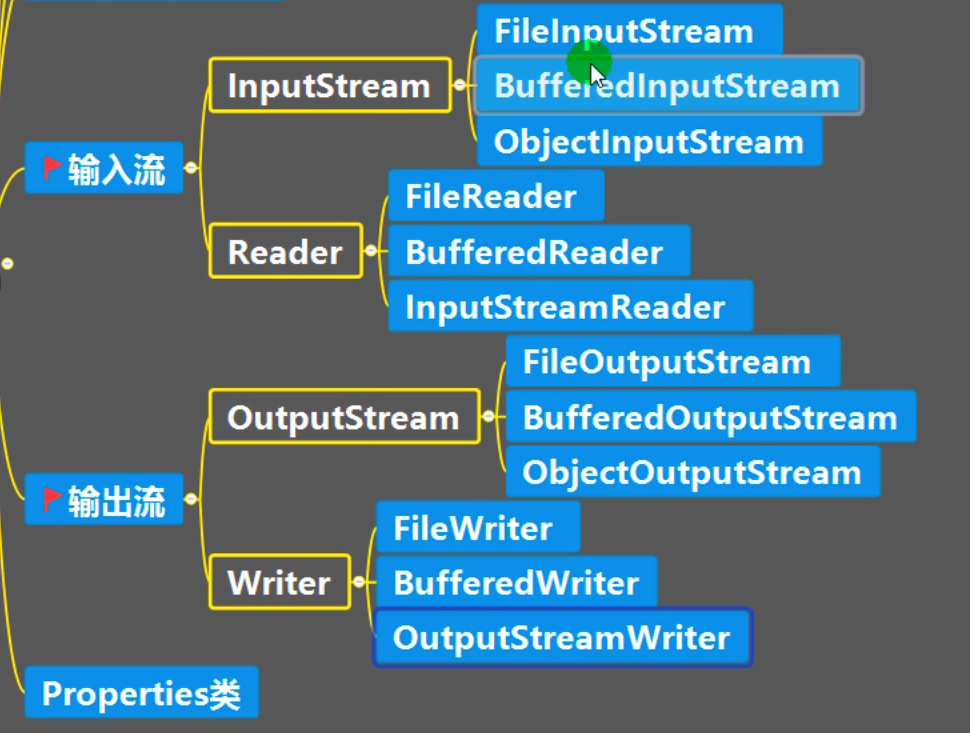 输入流
InputStream
FileInputStream
BufferedInputStream
ObjectInputStream
Reader
FileReader
BufferedReader
InputStreamReader
输出流
OutputStream
FileOutputStream
BufferedOutputStream
ObjectOutputStream
Writer
FileWriter
BufferedWriter
OutputStreamWriter
Properties类